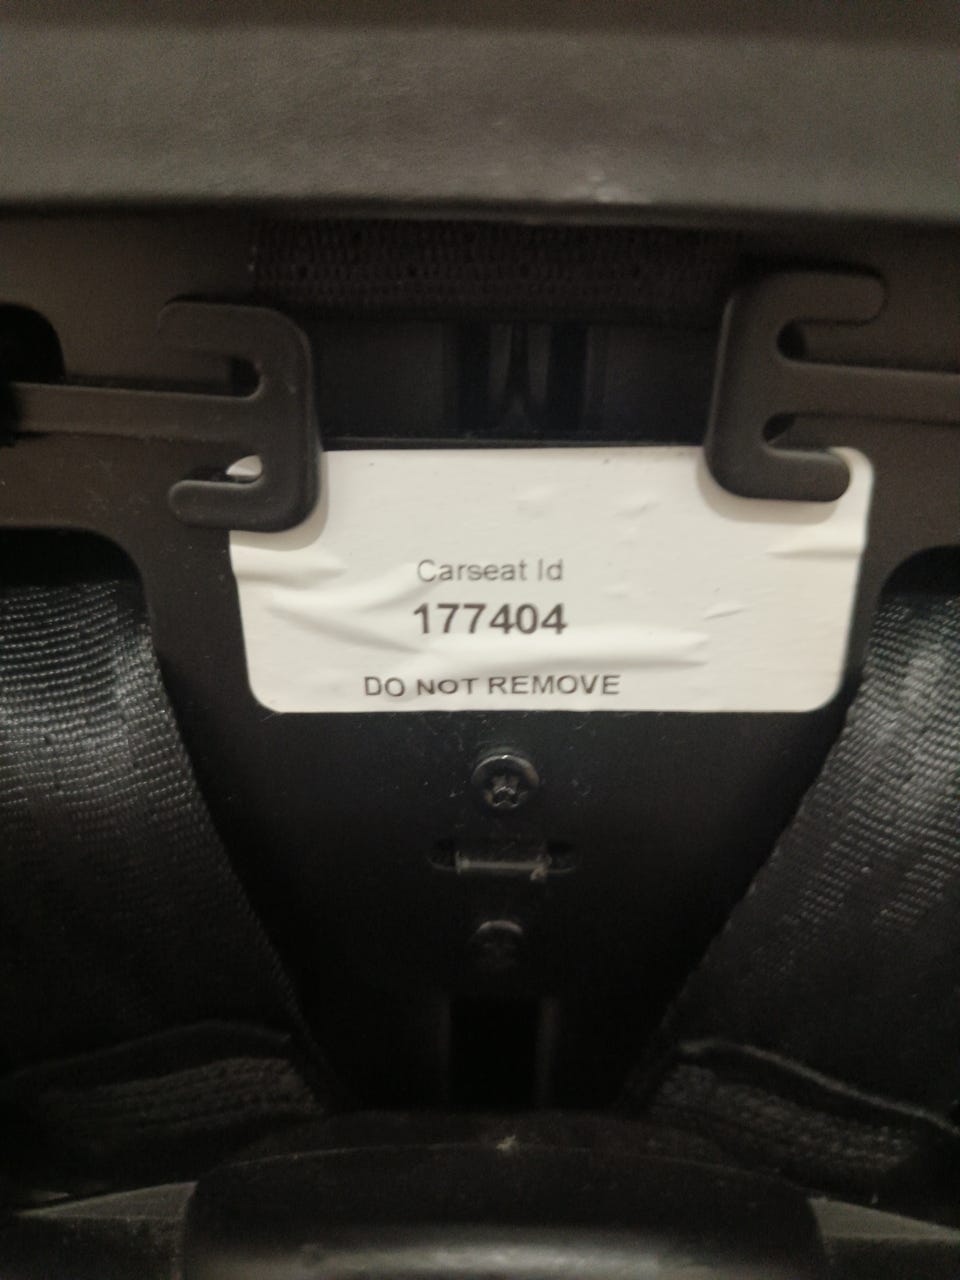 Carseat Id
177404
DO NOT REMOVE